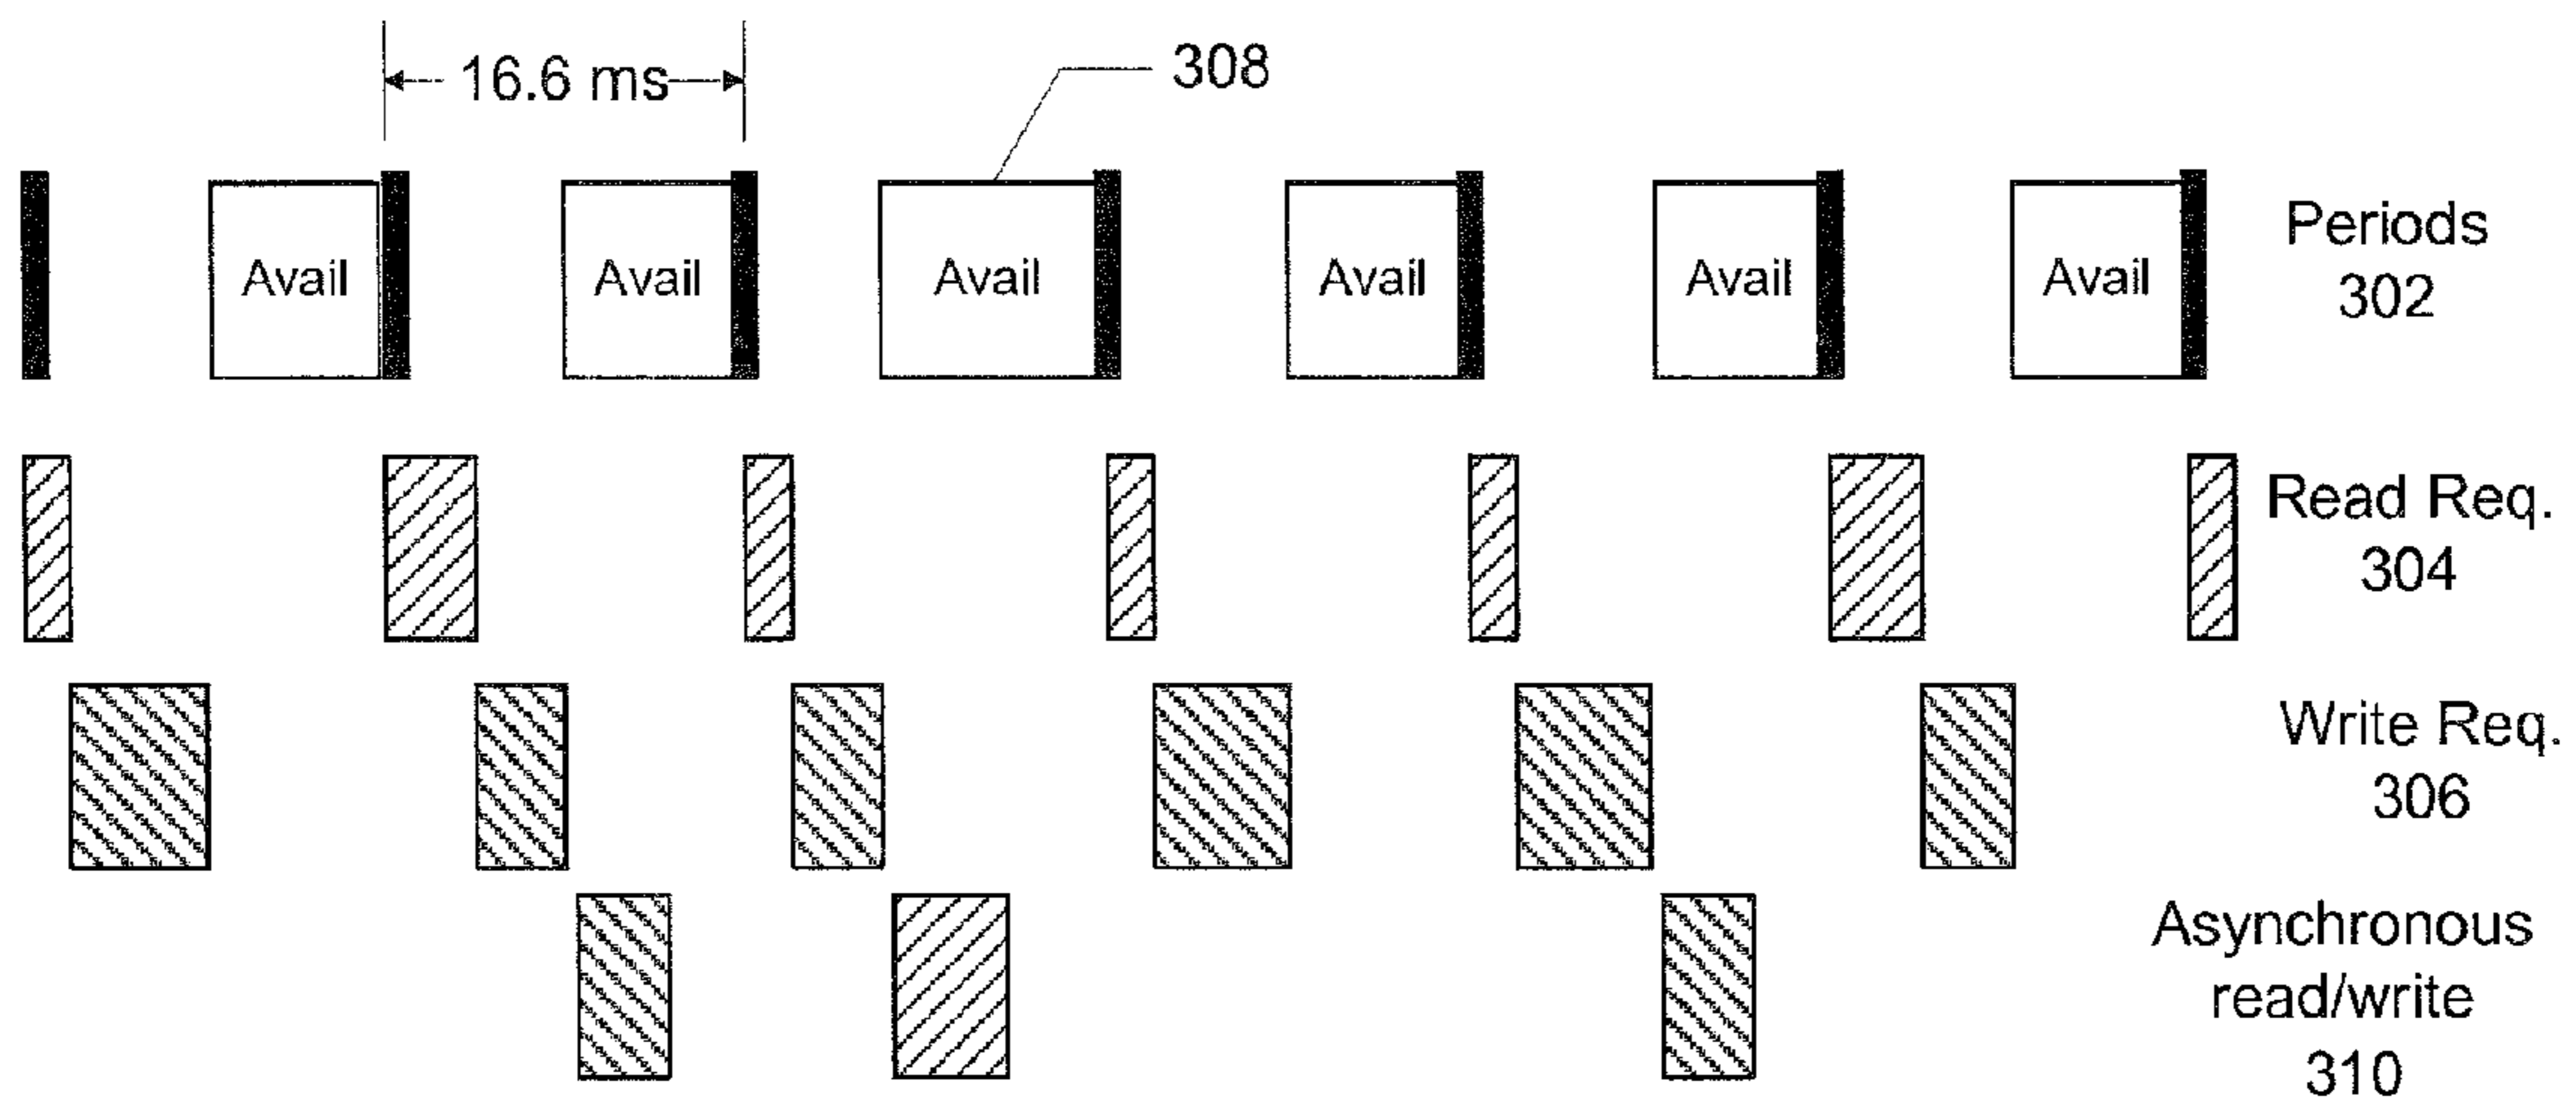 16.6 ms
308
Avail
Avail
Avail
Avail
Avail
Avail
Periods
302
Read Req.
304
Write Req.
306
Asynchronous
read/write
310